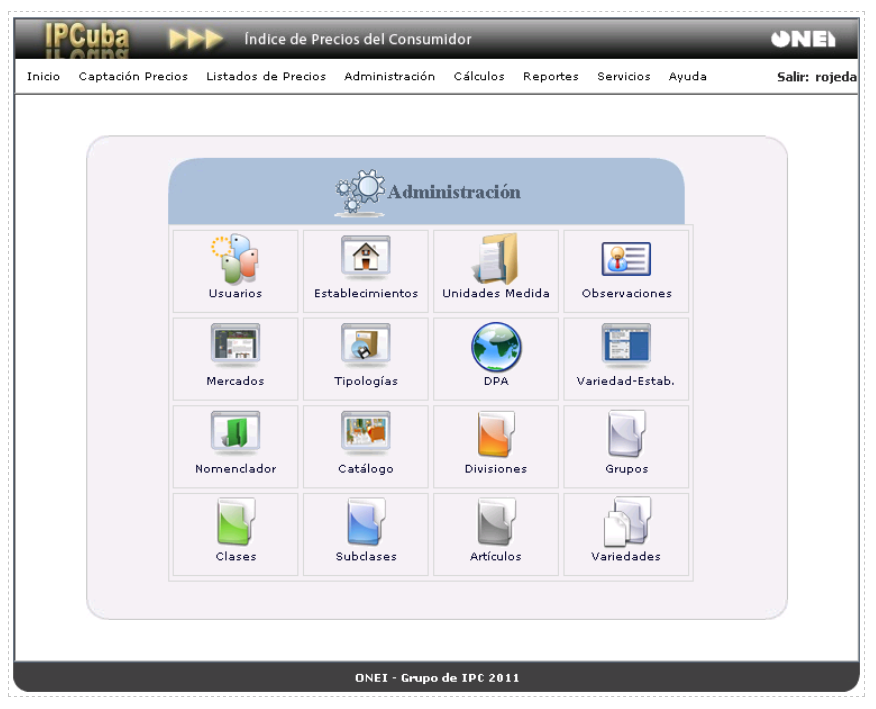 IPCuba
Índice de Precios del Consumidor
ONEI
Inicio Captación Precios Listados de Precios Administración Cálculos Reportes Servicios Ayuda Salir: rojeda
Administración
Usuarios Establecimientos Unidades Medida Observaciones
Mercados Tipologías DPA Variedad-Estab.
Nomenclador Catálogo Divisiones Grupos
Clases Subclases Artículos Variedades
ONEI - Grupo de IPC 2011